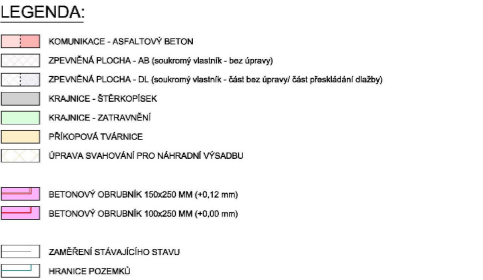 LEGENDA:
KOMUNIKACE - ASFALTOVÝ BETON
ZPEVNĚNÁ PLOCHA - AB (soukromý vlastník - bez úpravy)
ZPEVNĚNÁ PLOCHA - DL (soukromý vlastník - část bez úpravy/ část přeskládání dlažby)
KRAJNICE - ŠTĚRKOPÍSEK
KRAJNICE - ZATRAVNĚNÍ
PŘÍKOPOVÁ TVÁRNICE
ÚPRAVA SVAHOVÁNÍ PRO NÁHRADNÍ VÝSADBU
BETONOVÝ OBRUBNÍK 150x250 MM (+0,12 mm)
BETONOVÝ OBRUBNÍK 100x250 MM (+0,00 mm)
ZAMĚŘENÍ STÁVAJÍCÍHO STAVU
HRANICE POZEMKŮ